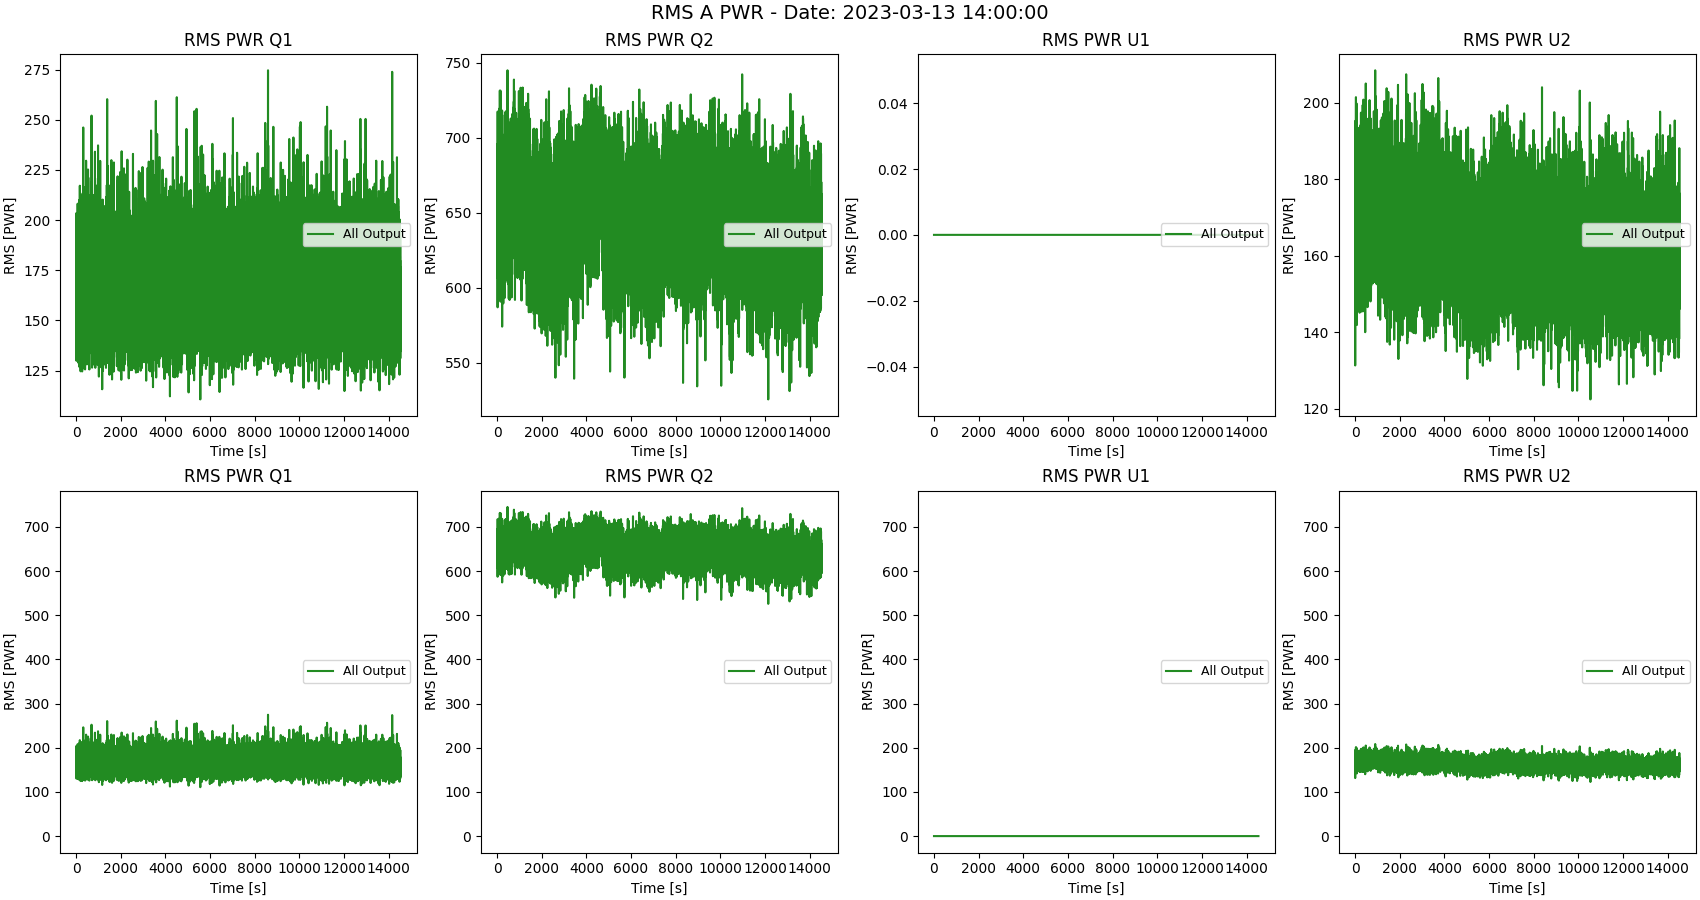 RMS A PWR - Date: 2023-03-13 14:00:00
RMS PWR Q1
RMS [PWR]
275
250
225
200
175
150
125
0 2000 4000 6000 8000 10000 12000 14000
Time [s]
All Output
RMS PWR Q2
RMS [PWR]
750
700
650
600
550
0 2000 4000 6000 8000 10000 12000 14000
Time [s]
All Output
RMS PWR U1
RMS [PWR]
0.04
0.02
0.00
−0.02
−0.04
0 2000 4000 6000 8000 10000 12000 14000
Time [s]
All Output
RMS PWR U2
RMS [PWR]
200
180
160
140
120
0 2000 4000 6000 8000 10000 12000 14000
Time [s]
All Output
RMS PWR Q1
RMS [PWR]
700
600
500
400
300
200
100
0
0 2000 4000 6000 8000 10000 12000 14000
Time [s]
All Output
RMS PWR Q2
RMS [PWR]
700
600
500
400
300
200
100
0
0 2000 4000 6000 8000 10000 12000 14000
Time [s]
All Output
RMS PWR U1
RMS [PWR]
700
600
500
400
300
200
100
0
0 2000 4000 6000 8000 10000 12000 14000
Time [s]
All Output
RMS PWR U2
RMS [PWR]
700
600
500
400
300
200
100
0
0 2000 4000 6000 8000 10000 12000 14000
Time [s]
All Output